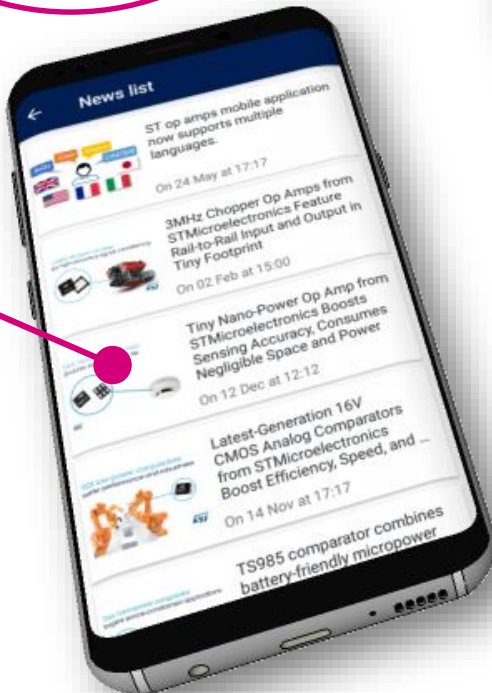 News list
ST op amps mobile application
now supports multiple
languages.
On 24 May at 17:17
3MHz Chopper Op Amps from
STMicroelectronics Feature
Rail-to-Rail Input and Output in
Tiny Footprint
On 02 Feb at 15:00
Tiny Nano-Power Op Amp from
STMicroelectronics Boosts
Sensing Accuracy, Consumes
Negligible Space and Power
On 12 Dec at 12:12
Latest-Generation 16V
CMOS Analog Comparators
from STMicroelectronics
Boost Efficiency, Speed, and ...
On 14 Nov at 17:17
TS985 comparator combines
battery-friendly micropower